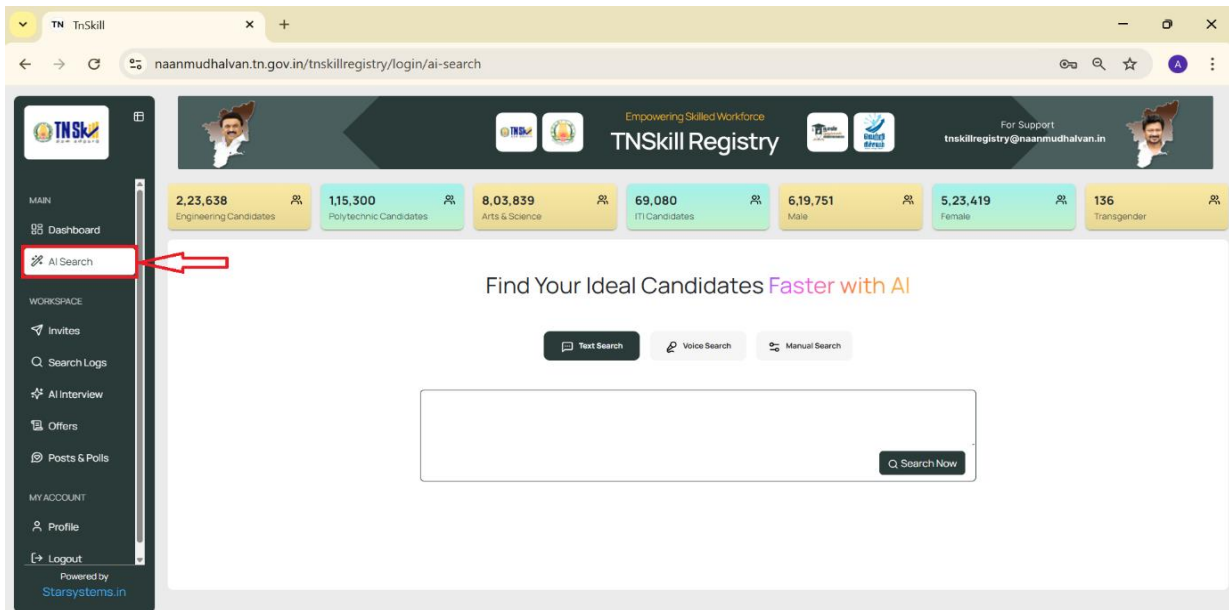 TN TnSkill
naanmudhalvan.tn.gov.in/tnskillregistry/login/ai-search
A
TN Skill
Empowering Skilled Workforce
TNSkill Registry
TN Skill
For Support
tnskillregistry@naanmudhalvan.in
MAIN
Dashboard
AI Search
WORKSPACE
Invites
Search Logs
AI Interview
Offers
Posts & Polls
MY ACCOUNT
Profile
Logout
Powered by
Starsystems.in
2,23,638
Engineering Candidates
1,15,300
Polytechnic Candidates
8,03,839
Arts & Science
69,080
ITI Candidates
6,19,751
Male
5,23,419
Female
136
Transgender
Find Your Ideal Candidates Faster with AI
Text Search
Voice Search
Manual Search
Search Now